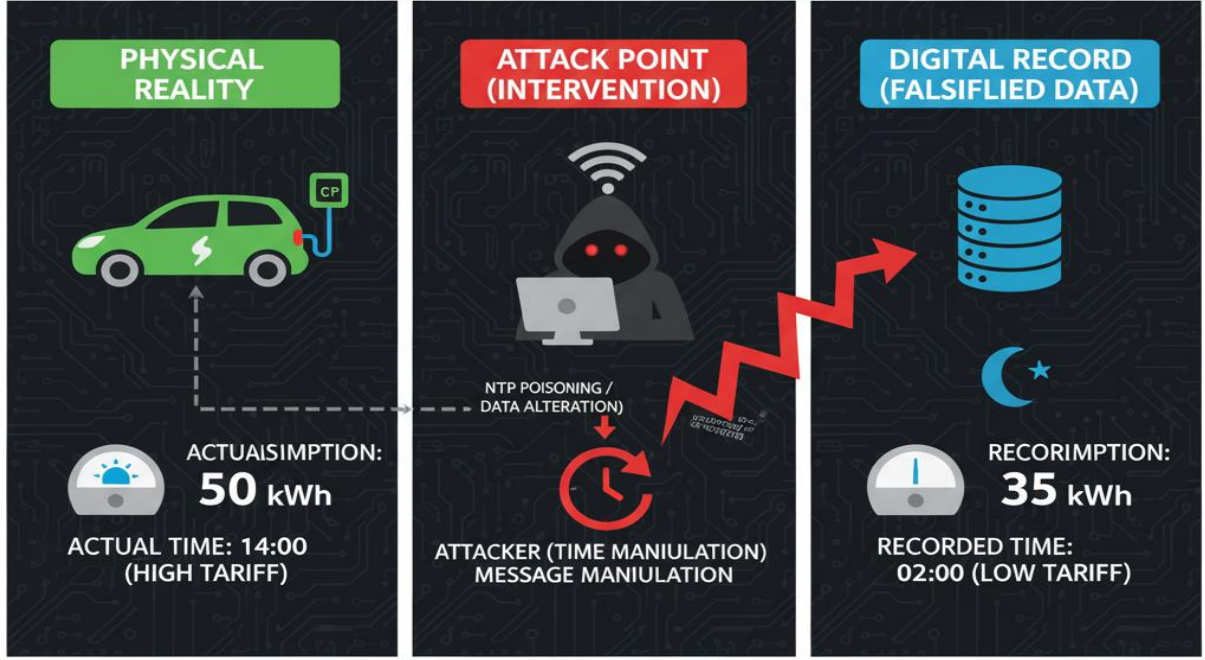 PHYSICAL
REALITY
CP
ACTUALSIMPTION:
50 kWh
ACTUAL TIME: 14:00
(HIGH TARIFF)
ATTACK POINT
(INTERVENTION)
NTP POISONING /
DATA ALTERATION)
ATTACKER (TIME MANIULATION)
MESSAGE MANIULATION
DIGITAL RECORD
(FALSIFLIED DATA)
RECORIMPTION:
35 kWh
RECORDED TIME:
02:00 (LOW TARIFF)